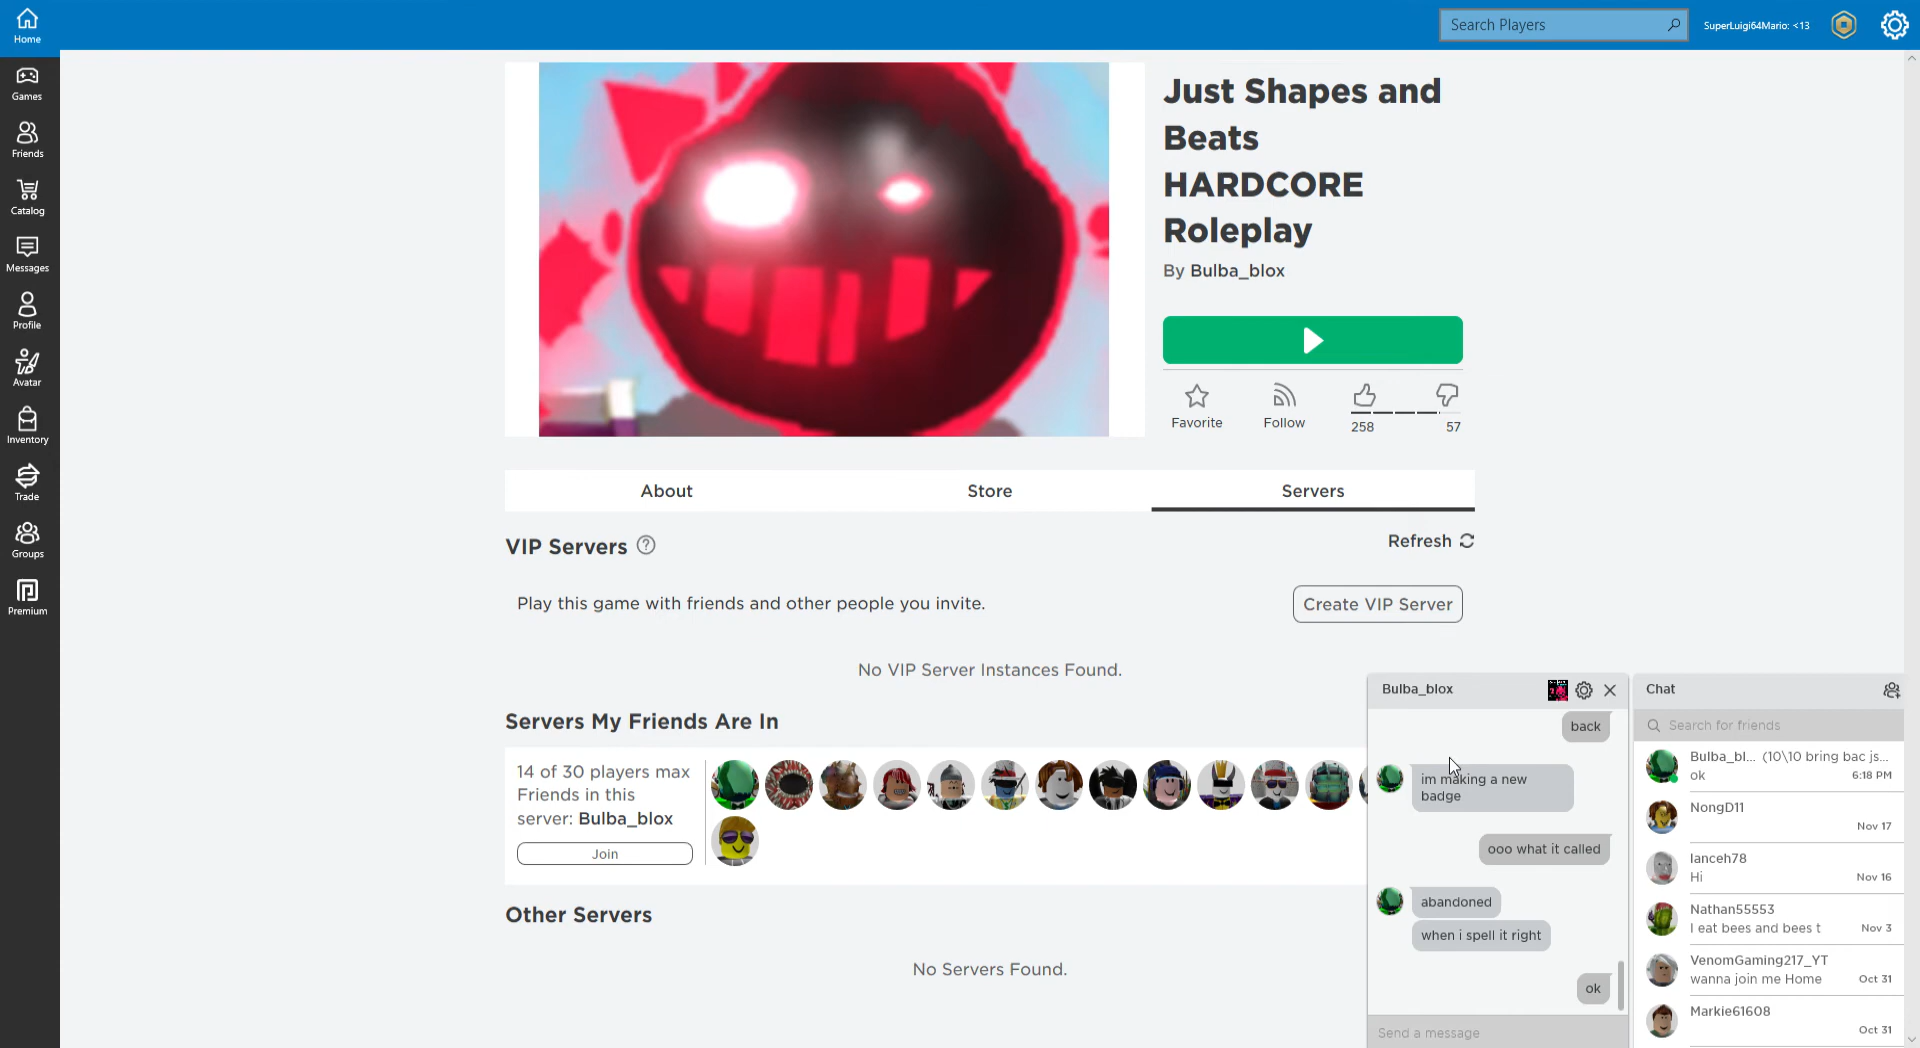 Home
Search Players
SuperLuigi64Mario: <13
Games
Friends
Catalog
Messages
Profile
Avatar
Inventory
Trade
Groups
Premium
Just Shapes and
Beats
HARDCORE
Roleplay
By Bulba_blox
Favorite
Follow
258
57
About
Store
Servers
VIP Servers
Refresh
Play this game with friends and other people you invite.
Create VIP Server
No VIP Server Instances Found.
Servers My Friends Are In
14 of 30 players max
Friends in this
server: Bulba_blox
Join
Other Servers
No Servers Found.
Bulba_blox
back
im making a new
badge
ooo what it called
abandoned
when i spell it right
ok
Send a message
Chat
Search for friends
Bulba_bl... (10\10 bring bac js...
ok 6:18 PM
NongD11
Nov 17
lanceh78
Hi Nov 16
Nathan55553
I eat bees and bees t Nov 3
VenomGaming217_YT
wanna join me Home Oct 31
Markie61608
Oct 31